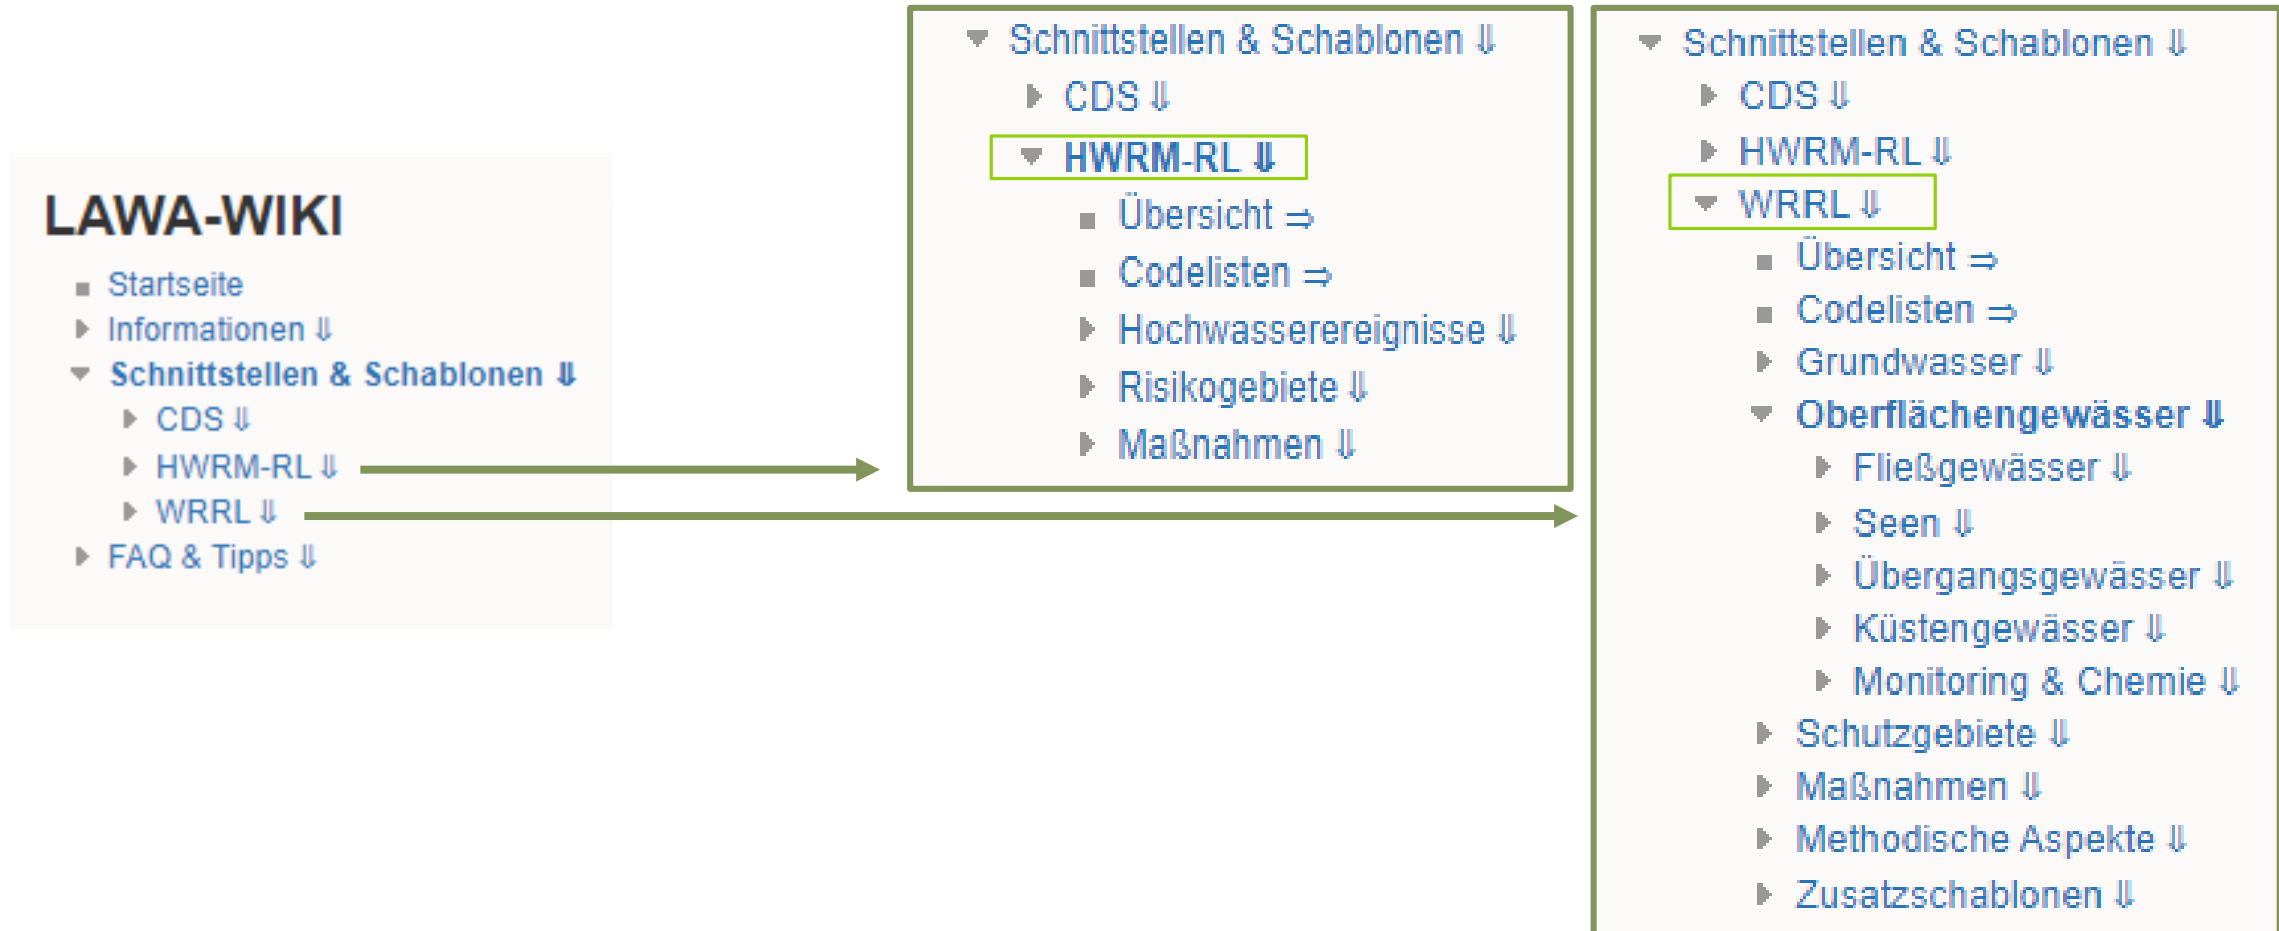 LAWA-WIKI
Startseite
Informationen ⇓
Schnittstellen & Schablonen ⇓
CDS ⇓
HWRM-RL ⇓
WRRL ⇓
FAQ & Tipps ⇓
Schnittstellen & Schablonen ⇓
CDS ⇓
HWRM-RL ⇓
Übersicht ⇒
Codelisten ⇒
Hochwasserereignisse ⇓
Risikogebiete ⇓
Maßnahmen ⇓
Schnittstellen & Schablonen ⇓
CDS ⇓
HWRM-RL ⇓
WRRL ⇓
Übersicht ⇒
Codelisten ⇒
Grundwasser ⇓
Oberflächengewässer ⇓
Fließgewässer ⇓
Seen ⇓
Übergangsgewässer ⇓
Küstengewässer ⇓
Monitoring & Chemie ⇓
Schutzgebiete ⇓
Maßnahmen ⇓
Methodische Aspekte ⇓
Zusatzschablonen ⇓